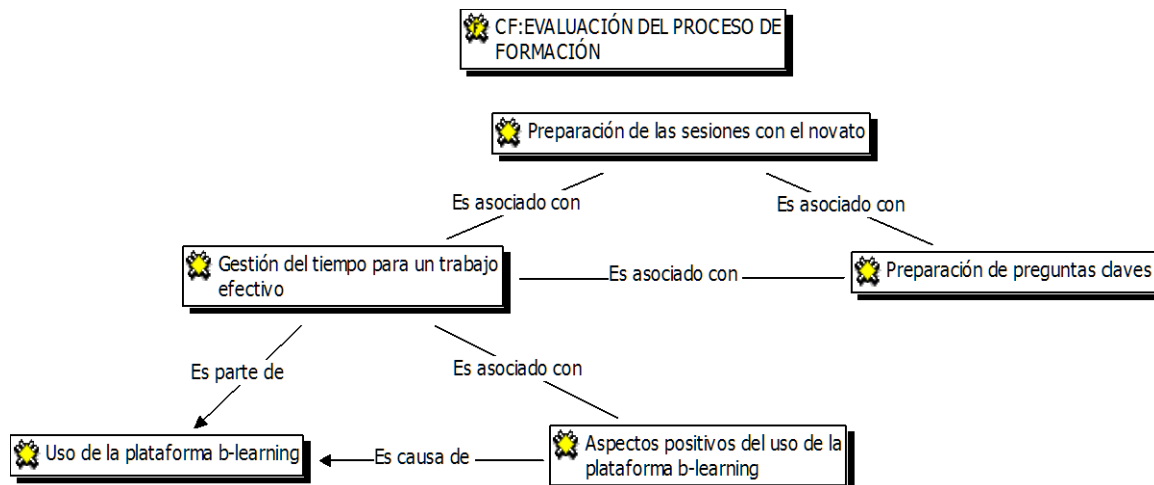 CF:EVALUACIÓN DEL PROCESO DE
FORMACIÓN
Preparación de las sesiones con el novato
Es asociado con
Es asociado con
Gestión del tiempo para un trabajo
efectivo
Es asociado con
Preparación de preguntas claves
Es parte de
Es asociado con
Uso de la plataforma b-learning
Es causa de
Aspectos positivos del uso de la
plataforma b-learning